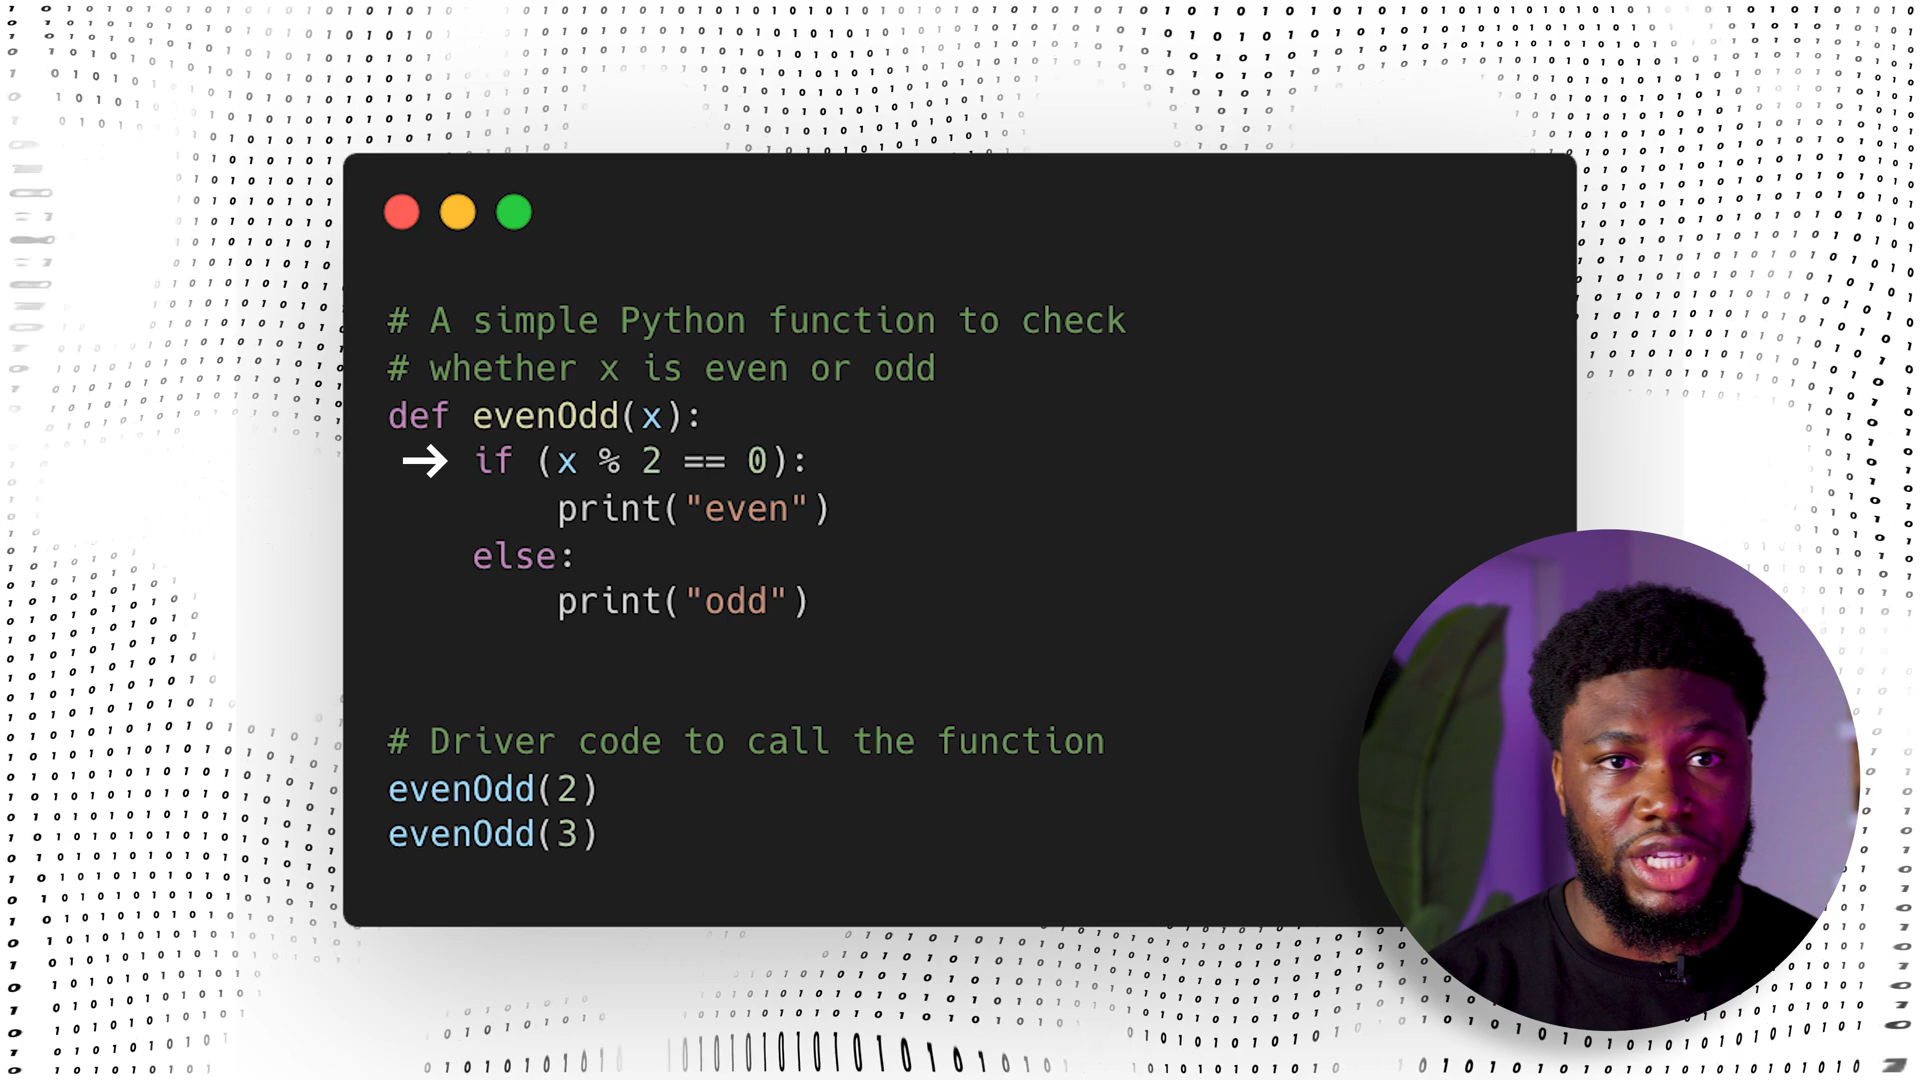 # A simple Python function to check
# whether x is even or odd
def evenOdd(x):
→ if (x % 2 == 0):
print("even")
else:
print("odd")
# Driver code to call the function
evenOdd(2)
evenOdd(3)